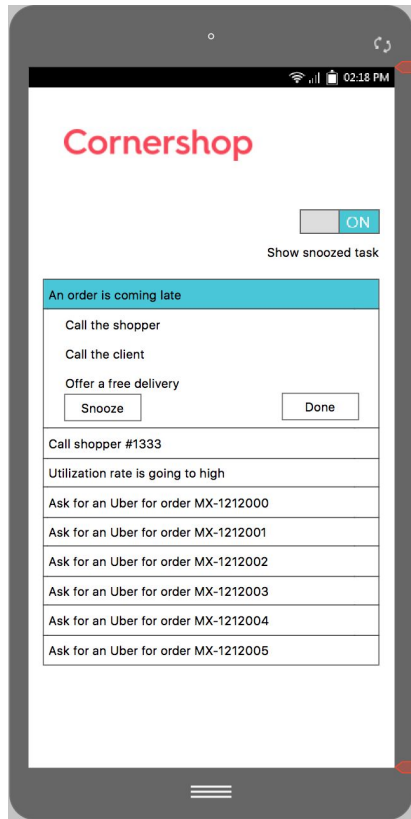 02:18 PM
Cornershop
ON
Show snoozed task
An order is coming late
Call the shopper
Call the client
Offer a free delivery
Snooze Done
Call shopper #1333
Utilization rate is going to high
Ask for an Uber for order MX-1212000
Ask for an Uber for order MX-1212001
Ask for an Uber for order MX-1212002
Ask for an Uber for order MX-1212003
Ask for an Uber for order MX-1212004
Ask for an Uber for order MX-1212005